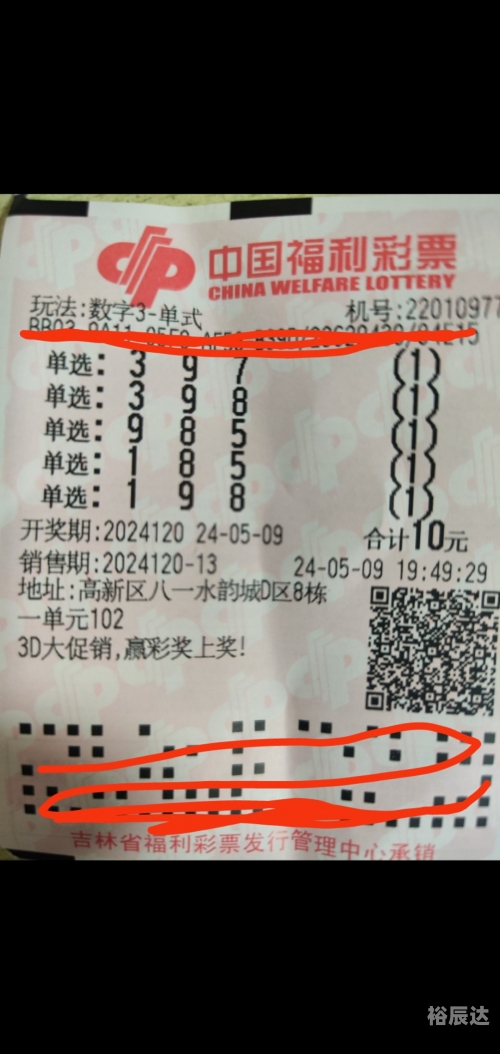 中国福利彩票
CHINA WELFARE LOTTERY
玩法:数字3-单式
机号:2201097
单选: 3 9 7 (1)
单选: 3 9 8 (1)
单选: 9 8 5 (1)
单选: 1 8 5 (1)
单选: 1 9 8 (1)
开奖期:2024120 24-05-09 合计10元
销售期:2024120-13 24-05-09 19:49:29
地址:高新区八一水韵城D区8栋
一单元102
3D大促销,赢彩奖上奖!
吉林省福利彩票发行管理中心承销
裕辰达